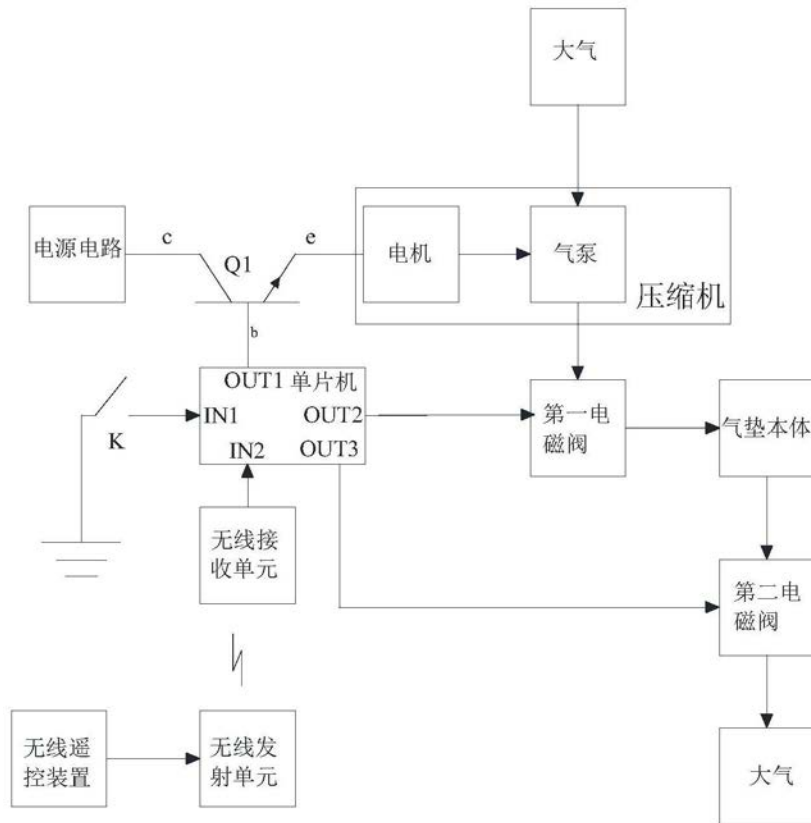 大气
电源电路
c
Q1
e
电机
气泵
压缩机
b
OUT1 单片机
IN1
OUT2
IN2
OUT3
K
第一电
磁阀
气垫本体
无线接
收单元
第二电
磁阀
无线遥
控装置
无线发
射单元
大气